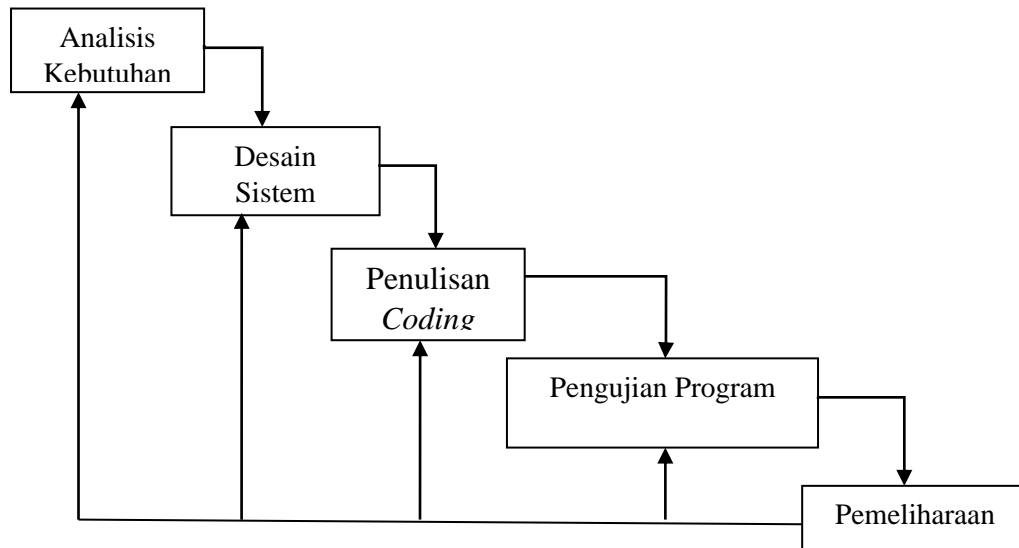 Analisis
Kebutuhan
Desain
Sistem
Penulisan
Coding
Pengujian Program
Pemeliharaan